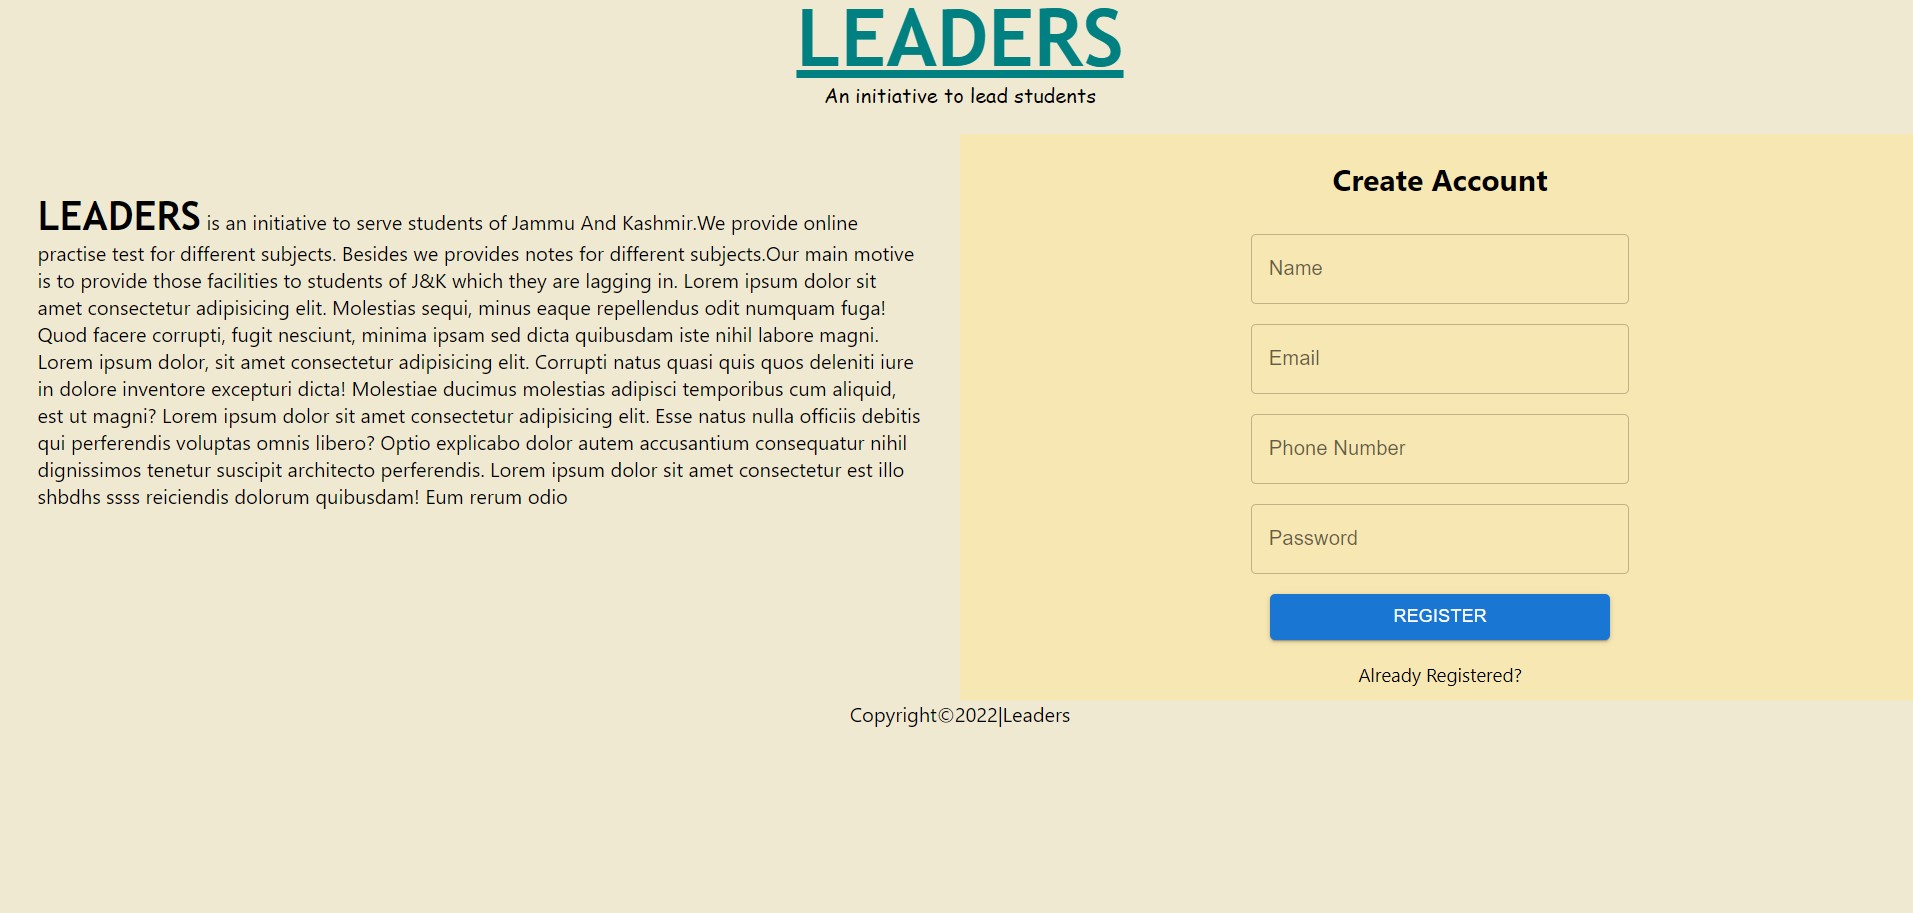 LEADERS
An initiative to lead students
LEADERS is an initiative to serve students of Jammu And Kashmir.We provide online
practise test for different subjects. Besides we provides notes for different subjects.Our main motive
is to provide those facilities to students of J&K which they are lagging in. Lorem ipsum dolor sit
amet consectetur adipisicing elit. Molestias sequi, minus eaque repellendus odit numquam fuga!
Quod facere corrupti, fugit nesciunt, minima ipsam sed dicta quibusdam iste nihil labore magni.
Lorem ipsum dolor, sit amet consectetur adipisicing elit. Corrupti natus quasi quis quos deleniti iure
in dolore inventore excepturi dicta! Molestiae ducimus molestias adipisci temporibus cum aliquid,
est ut magni? Lorem ipsum dolor sit amet consectetur adipisicing elit. Esse natus nulla officiis debitis
qui perferendis voluptas omnis libero? Optio explicabo dolor autem accusantium consequatur nihil
dignissimos tenetur suscipit architecto perferendis. Lorem ipsum dolor sit amet consectetur est illo
shbdhs ssss reiciendis dolorum quibusdam! Eum rerum odio
Create Account
Name
Email
Phone Number
Password
REGISTER
Already Registered?
Copyright©2022|Leaders